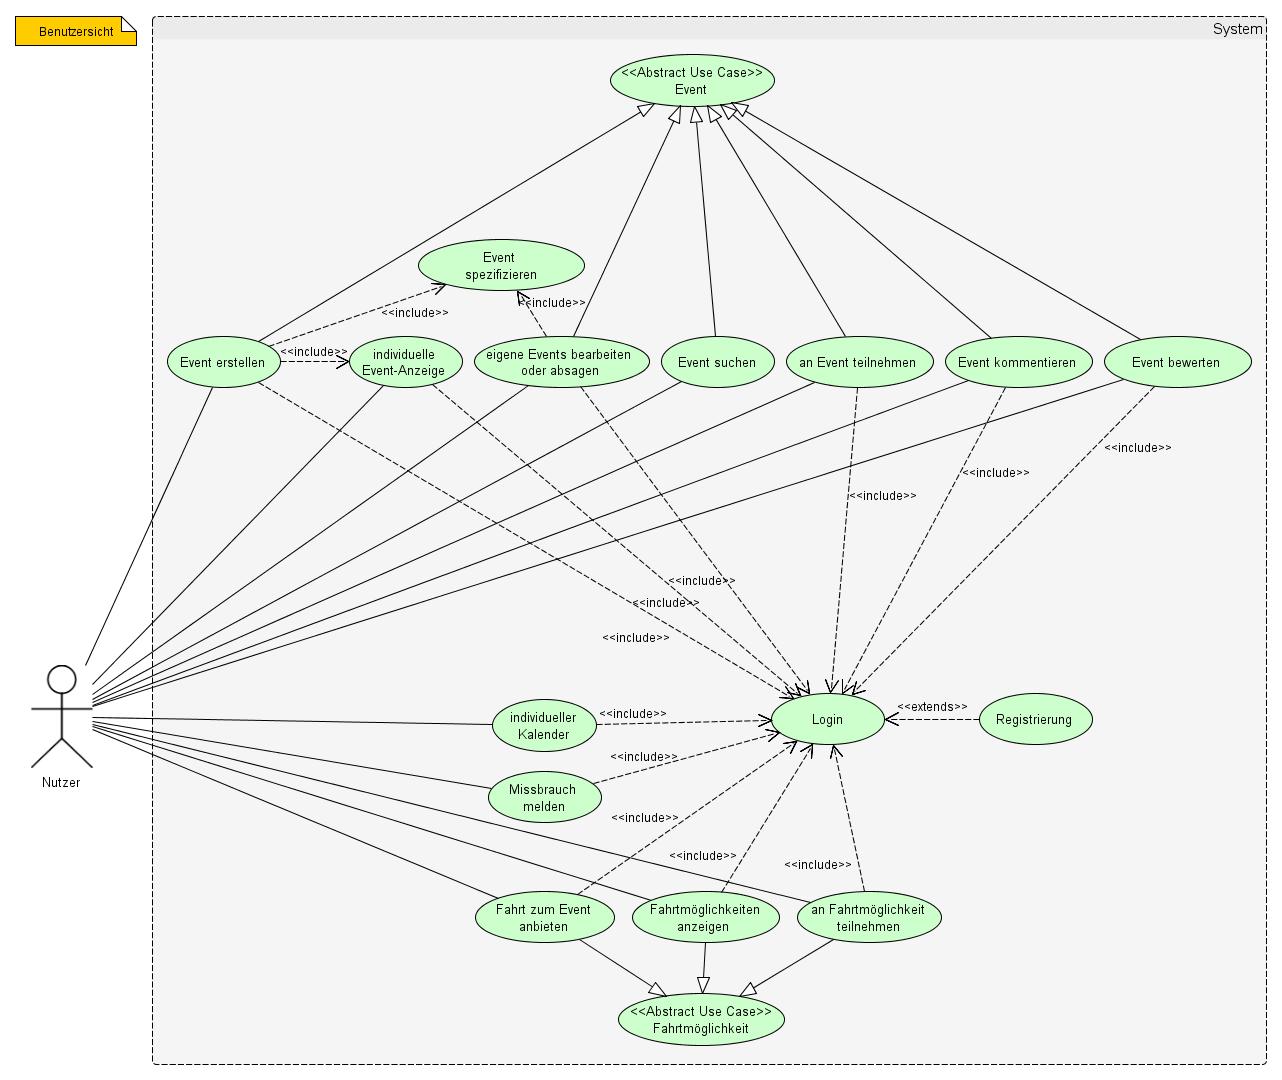 Benutzersicht
System
<<Abstract Use Case>>
Event
Event
spezifizieren
<<include>>
<<include>>
<<include>>
Event erstellen
individuelle
Event-Anzeige
eigene Events bearbeiten
oder absagen
Event suchen
an Event teilnehmen
Event kommentieren
Event bewerten
<<include>>
<<include>>
<<include>>
<<include>>
<<include>>
<<include>>
Nutzer
individueller
Kalender
<<include>>
Login
<<extends>>
Registrierung
Missbrauch
melden
<<include>>
<<include>>
<<include>>
<<include>>
Fahrt zum Event
anbieten
Fahrtmöglichkeiten
anzeigen
an Fahrtmöglichkeit
teilnehmen
<<Abstract Use Case>>
Fahrtmöglichkeit